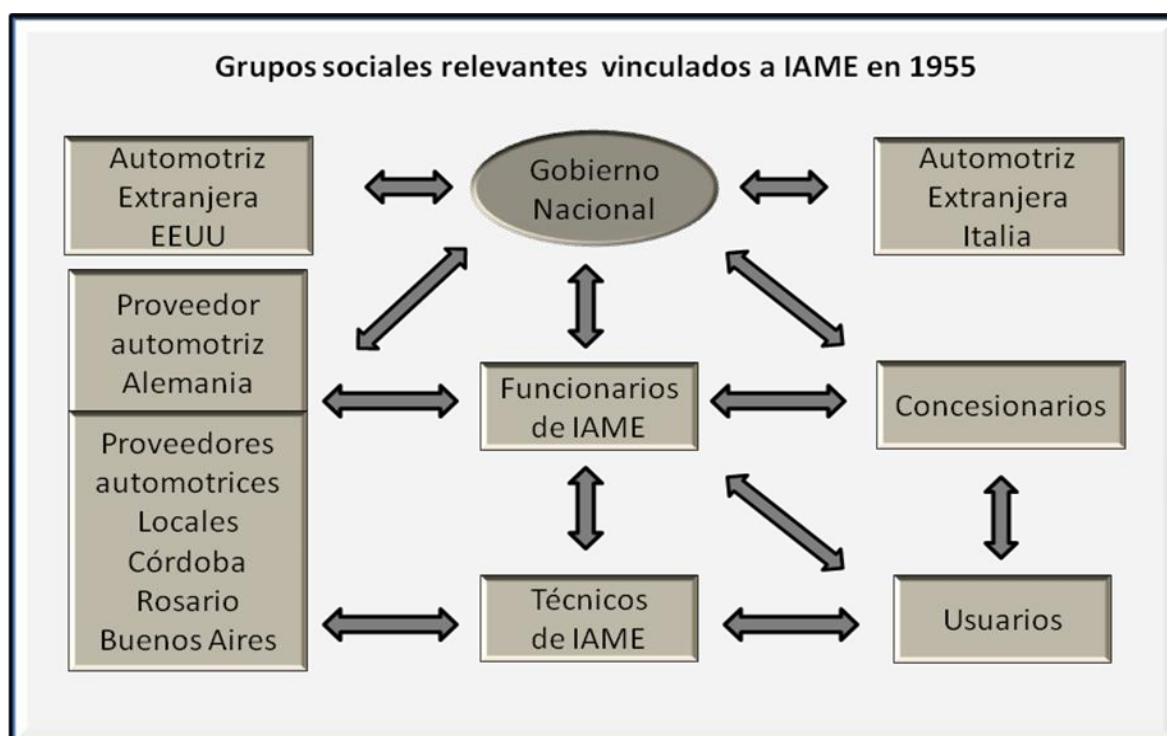 Grupos sociales relevantes vinculados a IAME en 1955
Automotriz
Extranjera
EEUU
Gobierno
Nacional
Automotriz
Extranjera
Italia
Proveedor
automotriz
Alemania
Funcionarios
de IAME
Concesionarios
Proveedores
automotrices
Locales
Córdoba
Rosario
Buenos Aires
Técnicos
de IAME
Usuarios